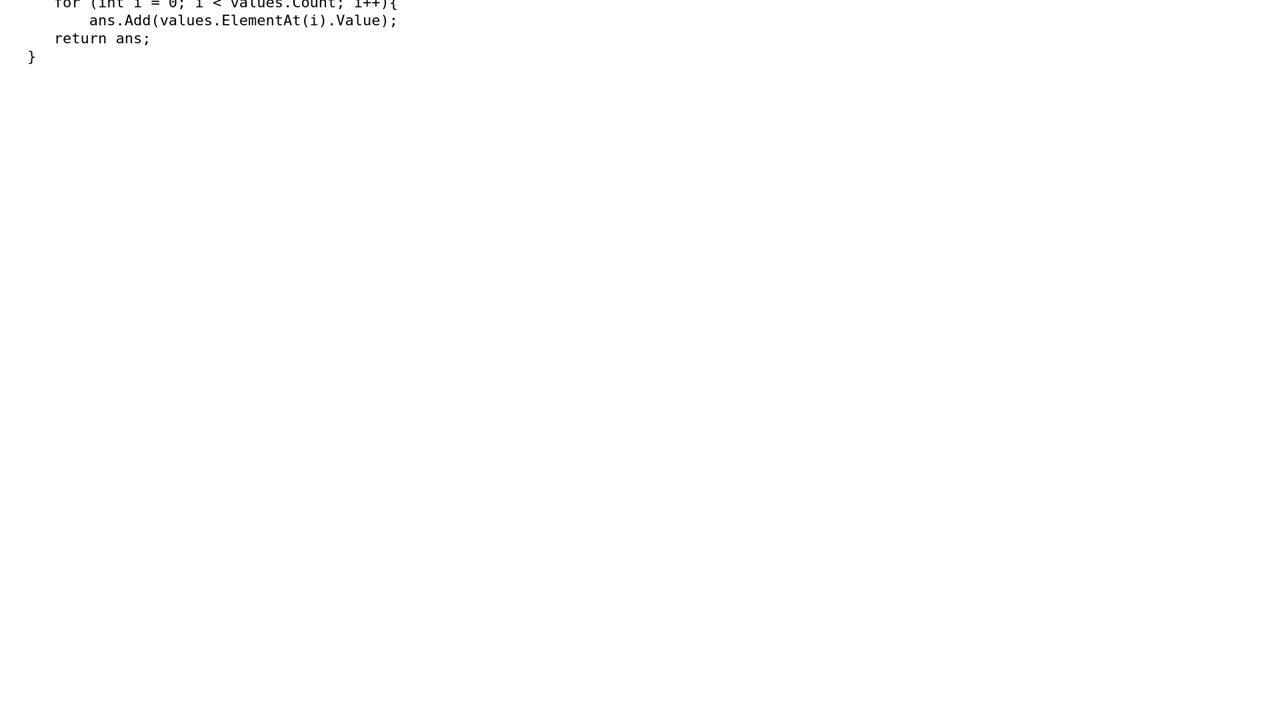 for (int i = 0; i < values.Count; i++){
ans.Add(values.ElementAt(i).Value);
return ans;
}